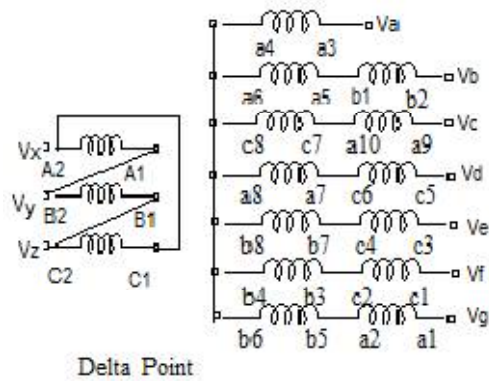 Va
a4 a3
Vb
a6 a5 b1 b2
Vc
c8 c7 a10 a9
Vd
a8 a7 c6 c5
Ve
b8 b7 c4 c3
Vf
b4 b3 c2 c1
Vg
b6 b5 a2 a1
Vx
A2 A1
Vy
B2 B1
Vz
C2 C1
Delta Point